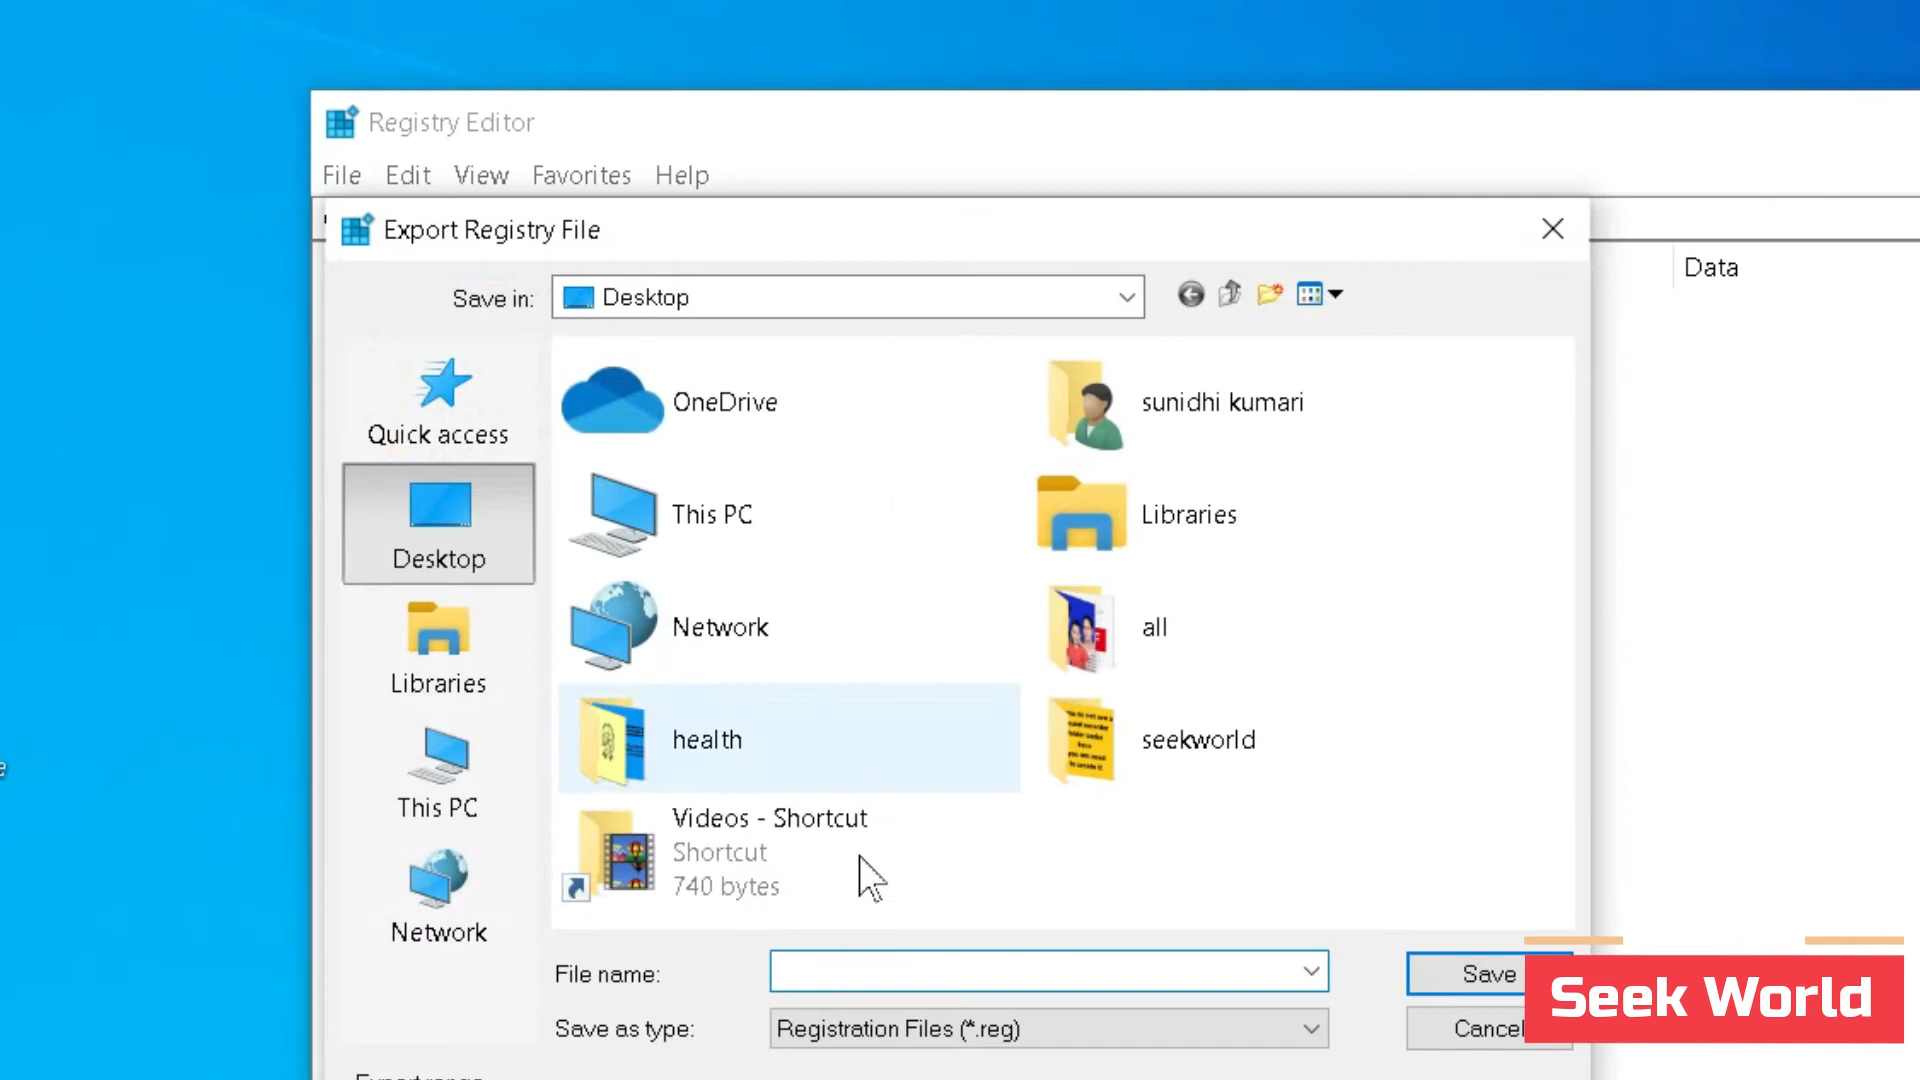 Registry Editor
File Edit View Favorites Help
Export Registry File
Data
Save in: Desktop
Quick access
Desktop
Libraries
This PC
Network
OneDrive
sunidhi kumari
This PC
Libraries
Network
all
health
seekworld
Videos - Shortcut
Shortcut
740 bytes
File name:
Save
Save as type: Registration Files (*.reg)
Cancel
Seek World